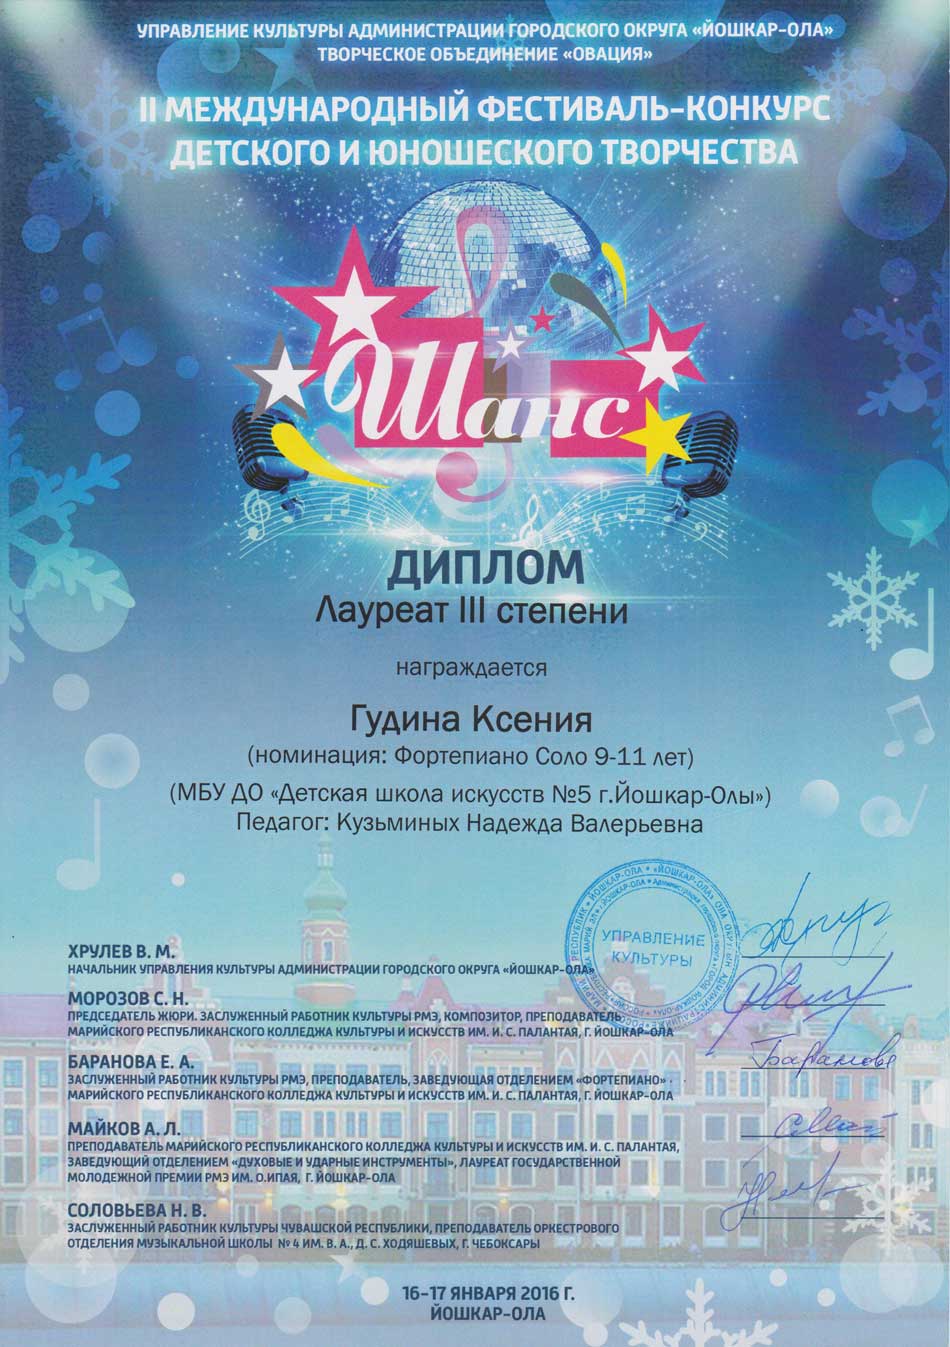 УПРАВЛЕНИЕ КУЛЬТУРЫ АДМИНИСТРАЦИИ ГОРОДСКОГО ОКРУГА «ЙОШКАР-ОЛА»
ТВОРЧЕСКОЕ ОБЪЕДИНЕНИЕ «ОВАЦИЯ»
II МЕЖДУНАРОДНЫЙ ФЕСТИВАЛЬ-КОНКУРС
ДЕТСКОГО И ЮНОШЕСКОГО ТВОРЧЕСТВА
Шанс
ДИПЛОМ
Лауреат III степени
награждается
Гудина Ксения
(номинация: Фортепиано Соло 9-11 лет)
(МБУ ДО «Детская школа искусств №5 г.Йошкар-Олы»)
Педагог: Кузьминых Надежда Валерьевна
УПРАВЛЕНИЕ
КУЛЬТУРЫ
ХРУЛЕВ В. М.
НАЧАЛЬНИК УПРАВЛЕНИЯ КУЛЬТУРЫ АДМИНИСТРАЦИИ ГОРОДСКОГО ОКРУГА «ЙОШКАР-ОЛА»
МОРОЗОВ С. Н.
ПРЕДСЕДАТЕЛЬ ЖЮРИ. ЗАСЛУЖЕННЫЙ РАБОТНИК КУЛЬТУРЫ РМЭ, КОМПОЗИТОР, ПРЕПОДАВАТЕЛЬ
МАРИЙСКОГО РЕСПУБЛИКАНСКОГО КОЛЛЕДЖА КУЛЬТУРЫ И ИСКУССТВ ИМ. И. С. ПАЛАНТАЯ, Г. ЙОШКАР-ОЛА
БАРАНОВА Е. А.
ЗАСЛУЖЕННЫЙ РАБОТНИК КУЛЬТУРЫ РМЭ, ПРЕПОДАВАТЕЛЬ, ЗАВЕДУЮЩАЯ ОТДЕЛЕНИЕМ «ФОРТЕПИАНО»
МАРИЙСКОГО РЕСПУБЛИКАНСКОГО КОЛЛЕДЖА КУЛЬТУРЫ И ИСКУССТВ ИМ. И. С. ПАЛАНТАЯ, Г. ЙОШКАР-ОЛА
МАЙКОВ А. Л.
ПРЕПОДАВАТЕЛЬ МАРИЙСКОГО РЕСПУБЛИКАНСКОГО КОЛЛЕДЖА КУЛЬТУРЫ И ИСКУССТВ ИМ. И. С. ПАЛАНТАЯ,
ЗАВЕДУЮЩИЙ ОТДЕЛЕНИЕМ «ДУХОВЫЕ И УДАРНЫЕ ИНСТРУМЕНТЫ», ЛАУРЕАТ ГОСУДАРСТВЕННОЙ
МОЛОДЕЖНОЙ ПРЕМИИ РМЭ ИМ. О.ИПАЯ, Г. ЙОШКАР-ОЛА
СОЛОВЬЕВА Н. В.
ЗАСЛУЖЕННЫЙ РАБОТНИК КУЛЬТУРЫ ЧУВАШСКОЙ РЕСПУБЛИКИ, ПРЕПОДАВАТЕЛЬ ОРКЕСТРОВОГО
ОТДЕЛЕНИЯ МУЗЫКАЛЬНОЙ ШКОЛЫ №4 ИМ. В. А., Д. С. ХОДЯШЕВЫХ, Г. ЧЕБОКСАРЫ
16-17 ЯНВАРЯ 2016 Г.
ЙОШКАР-ОЛА